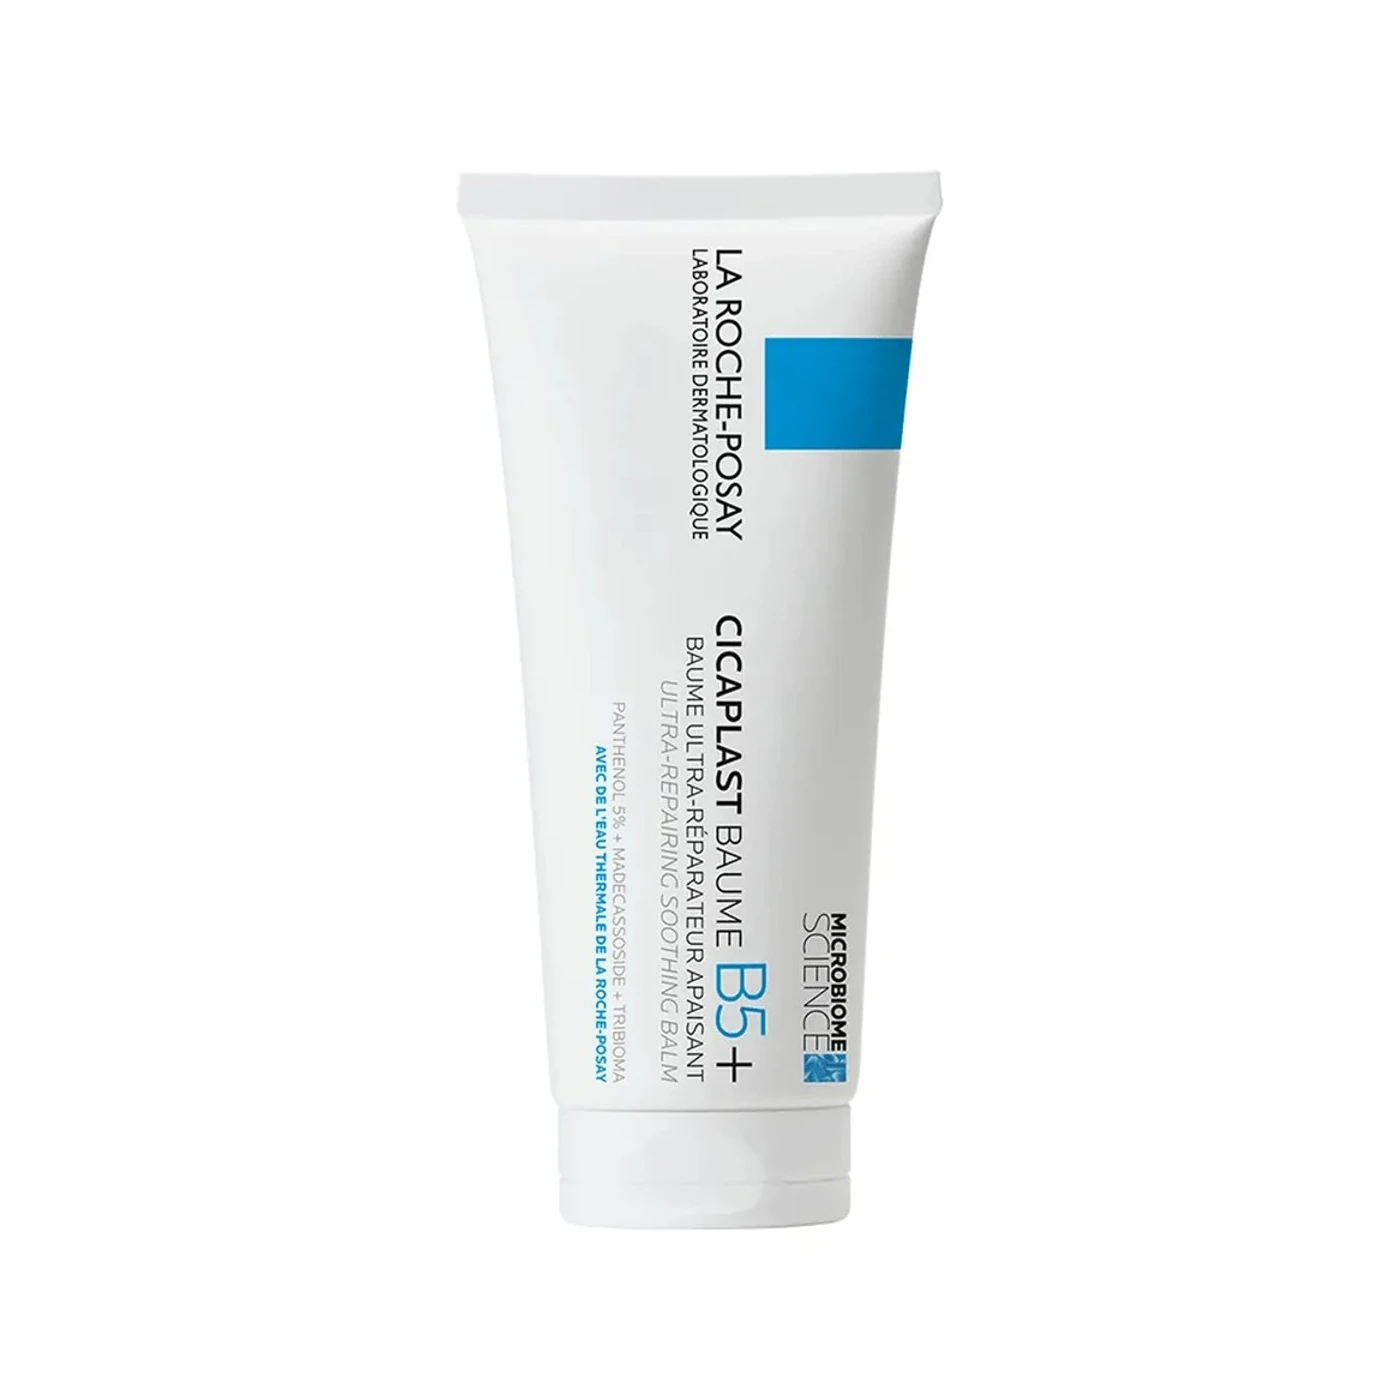 LA ROCHE-POSAY
LABORATOIRE DERMATOLOGIQUE
CICAPLAST BAUME B5+
BAUME ULTRA-RÉPARATEUR APAISANT
ULTRA-REPAIRING SOOTHING BALM
PANTHENOL 5% + MADECASSOSIDE + TRIBIOMA
AVEC DE L'EAU THERMALE DE LA ROCHE-POSAY
MICROBIOME
SCIENCE